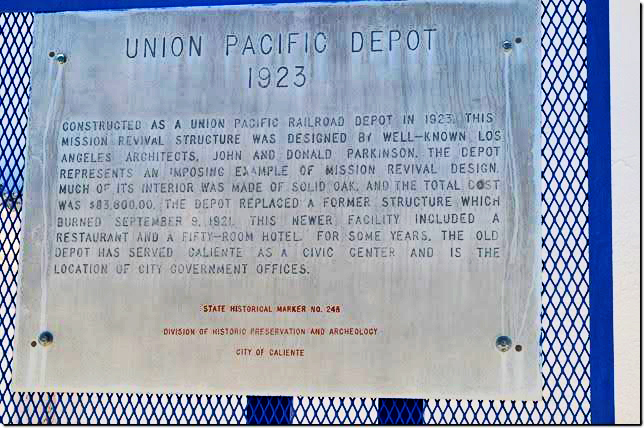 UNION PACIFIC DEPOT
1923
CONSTRUCTED AS A UNION PACIFIC RAILROAD DEPOT IN 1923, THIS
MISSION REVIVAL STRUCTURE WAS DESIGNED BY WELL-KNOWN LOS
ANGELES ARCHITECTS, JOHN AND DONALD PARKINSON. THE DEPOT
REPRESENTS AN IMPOSING EXAMPLE OF MISSION REVIVAL DESIGN.
MUCH OF ITS INTERIOR WAS MADE OF SOLID OAK, AND THE TOTAL COST
WAS $83,600.00. THE DEPOT REPLACED A FORMER STRUCTURE WHICH
BURNED SEPTEMBER 9, 1921. THIS NEWER FACILITY INCLUDED A
RESTAURANT AND A FIFTY-ROOM HOTEL. FOR SOME YEARS, THE OLD
DEPOT HAS SERVED CALIENTE AS A CIVIC CENTER AND IS THE
LOCATION OF CITY GOVERNMENT OFFICES.
STATE HISTORICAL MARKER NO. 248
DIVISION OF HISTORIC PRESERVATION AND ARCHEOLOGY
CITY OF CALIENTE